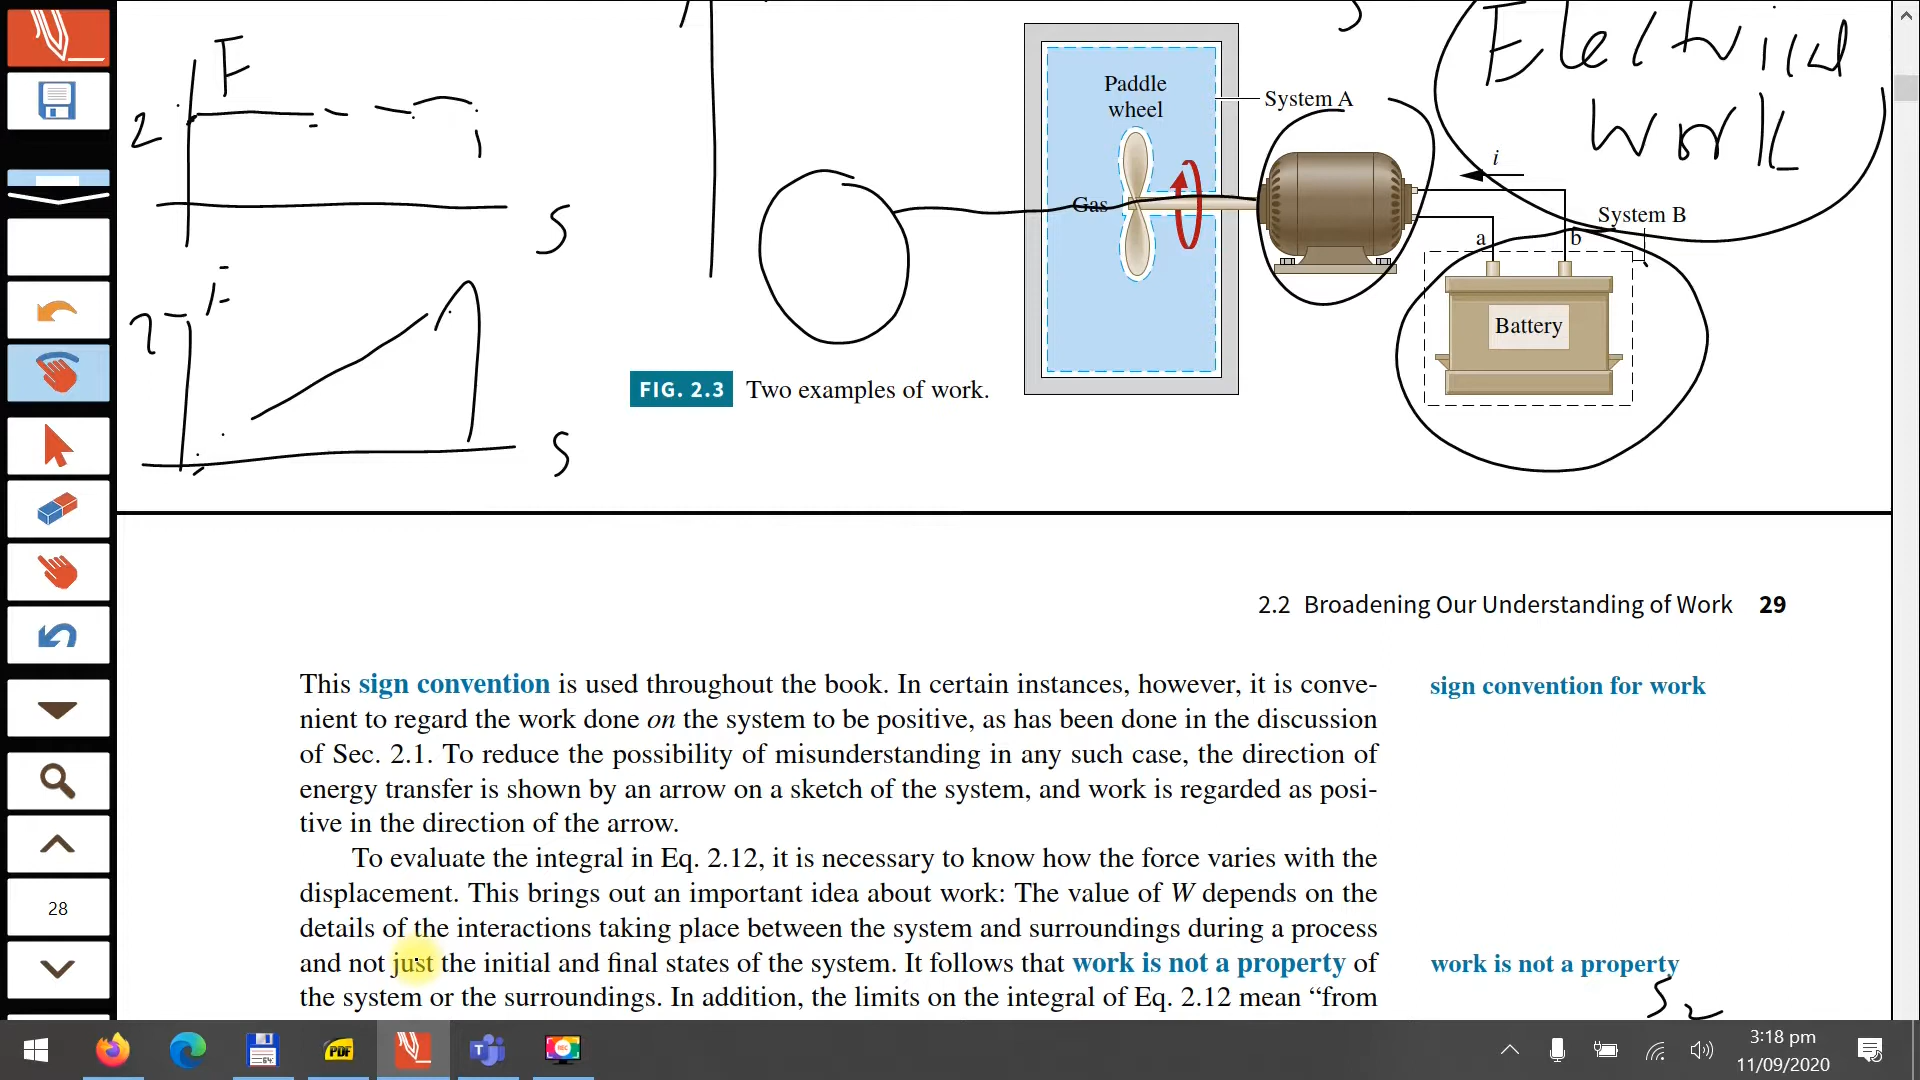 F
2
S
F
2
S
Electrical
work
Paddle
wheel
System A
Gas
i
System B
a
b
Battery
FIG. 2.3 Two examples of work.
2.2 Broadening Our Understanding of Work 29
This sign convention is used throughout the book. In certain instances, however, it is conve-
nient to regard the work done on the system to be positive, as has been done in the discussion
of Sec. 2.1. To reduce the possibility of misunderstanding in any such case, the direction of
energy transfer is shown by an arrow on a sketch of the system, and work is regarded as posi-
tive in the direction of the arrow.
sign convention for work
To evaluate the integral in Eq. 2.12, it is necessary to know how the force varies with the
displacement. This brings out an important idea about work: The value of W depends on the
details of the interactions taking place between the system and surroundings during a process
and not just the initial and final states of the system. It follows that work is not a property of
the system or the surroundings. In addition, the limits on the integral of Eq. 2.12 mean “from
work is not a property
S2
28
64
PDF
REC
3:18 pm
11/09/2020